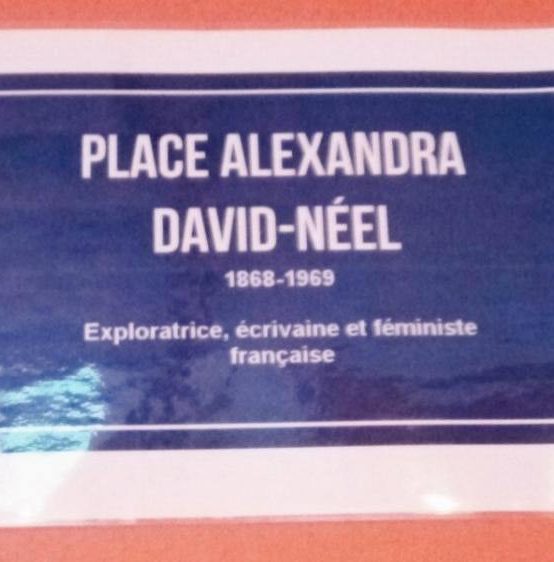 PLACE ALEXANDRA
DAVID-NÉEL
1868-1969
Exploratrice, écrivaine et féministe
française